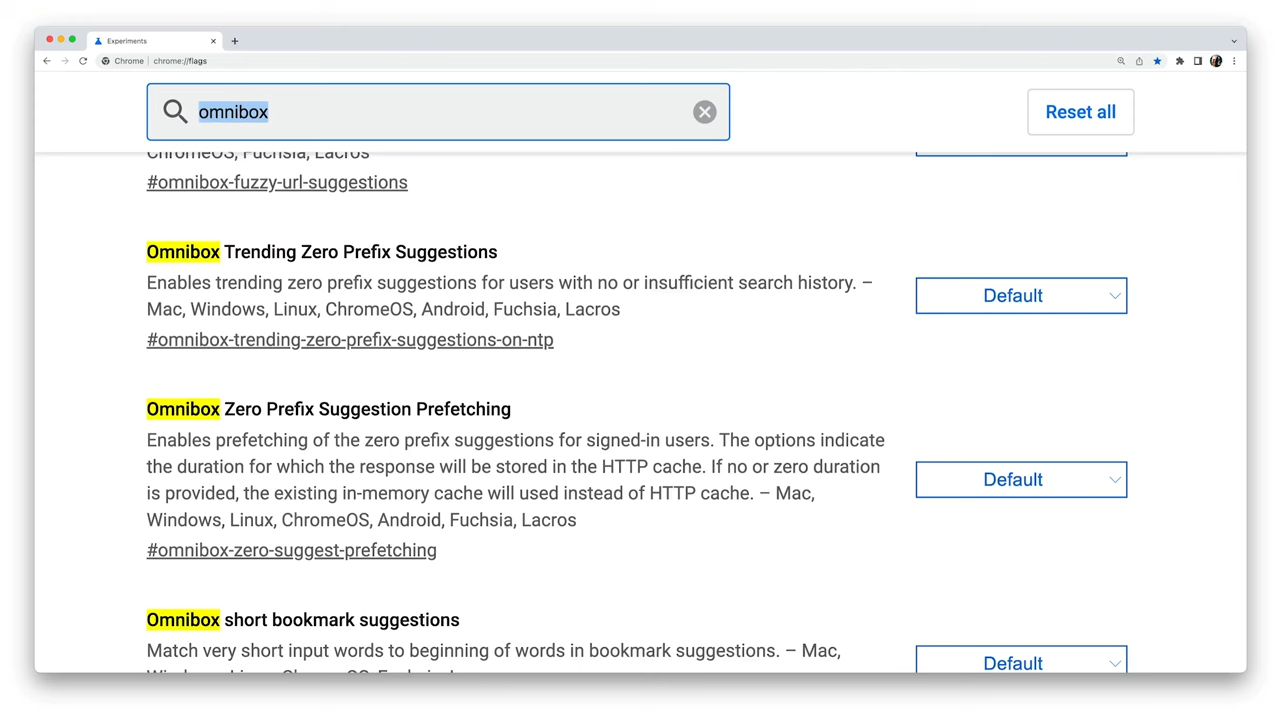 Experiments
Chrome | chrome://flags
omnibox
Reset all
ChromeOS, Fuchsia, Lacros
#omnibox-fuzzy-url-suggestions
Omnibox Trending Zero Prefix Suggestions
Enables trending zero prefix suggestions for users with no or insufficient search history. –
Mac, Windows, Linux, ChromeOS, Android, Fuchsia, Lacros
Default
#omnibox-trending-zero-prefix-suggestions-on-ntp
Omnibox Zero Prefix Suggestion Prefetching
Enables prefetching of the zero prefix suggestions for signed-in users. The options indicate
the duration for which the response will be stored in the HTTP cache. If no or zero duration
is provided, the existing in-memory cache will used instead of HTTP cache. – Mac,
Windows, Linux, ChromeOS, Android, Fuchsia, Lacros
Default
#omnibox-zero-suggest-prefetching
Omnibox short bookmark suggestions
Match very short input words to beginning of words in bookmark suggestions. – Mac,
Default